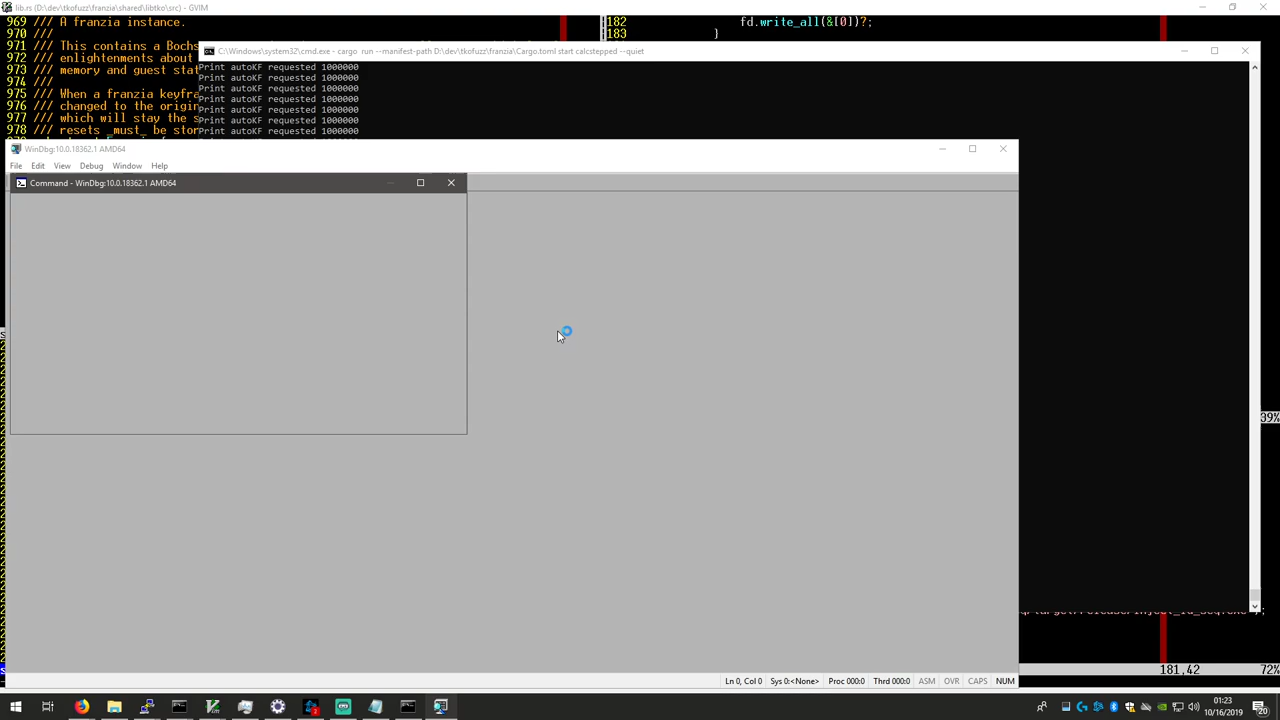 lib.rs (D:\dev\tkofuzz\franzia\shared\libtko\src) - GVIM
969 /// A franzia instance.
970 ///
971 /// This contains a Bochs
972 /// enlightenments about
973 /// memory and guest stat
974 ///
975 /// When a franzia keyfra
976 /// changed to the origin
977 /// which will stay the s
978 /// resets _must_ be stor
182 fd.write_all(&[0])?;
183 }
C:\Windows\system32\cmd.exe - cargo run --manifest-path D:\dev\tkofuzz\franzia\Cargo.toml start calcstepped --quiet
Print autoKF requested 1000000
Print autoKF requested 1000000
Print autoKF requested 1000000
Print autoKF requested 1000000
Print autoKF requested 1000000
Print autoKF requested 1000000
Print autoKF requested 1000000
WinDbg:10.0.18362.1 AMD64
File Edit View Debug Window Help
Command - WinDbg:10.0.18362.1 AMD64
39%
Ln 0, Col 0 Sys 0:<None> Proc 000:0 Thrd 000:0 ASM OVR CAPS NUM
181,42 72%
01:23
10/16/2019
20